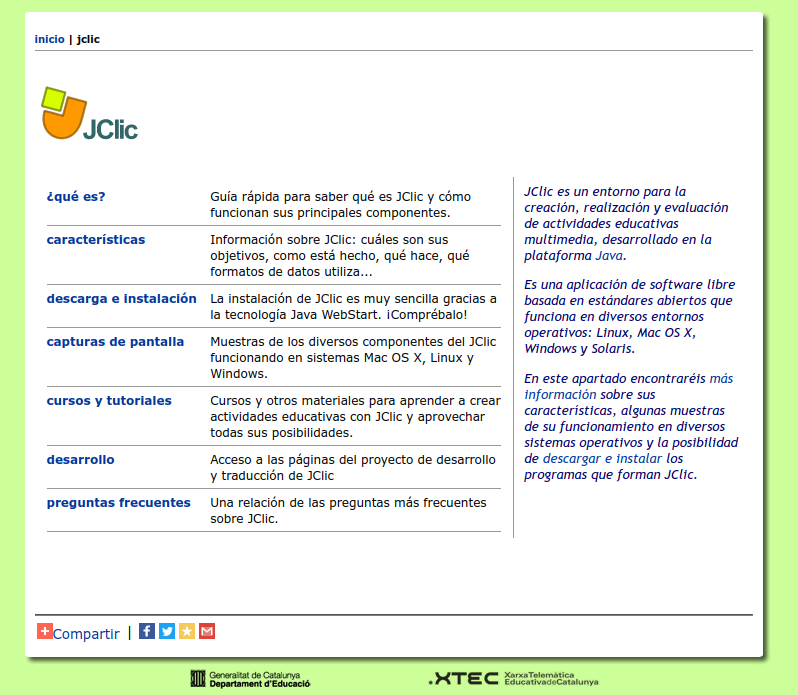 inicio | jclic
JClic
¿qué es?
Guía rápida para saber qué es JClic y cómo
funcionan sus principales componentes.
características
Información sobre JClic: cuáles son sus
objetivos, como está hecho, qué hace, qué
formatos de datos utiliza...
descarga e instalación
La instalación de JClic es muy sencilla gracias a
la tecnología Java WebStart. ¡Comprébalo!
capturas de pantalla
Muestras de los diversos componentes del JClic
funcionando en sistemas Mac OS X, Linux y
Windows.
cursos y tutoriales
Cursos y otros materiales para aprender a crear
actividades educativas con JClic y aprovechar
todas sus posibilidades.
desarrollo
Acceso a las páginas del proyecto de desarrollo
y traducción de JClic
preguntas frecuentes
Una relación de las preguntas más frecuentes
sobre JClic.
JClic es un entorno para la
creación, realización y evaluación
de actividades educativas
multimedia, desarrollado en la
plataforma Java.
Es una aplicación de software libre
basada en estándares abiertos que
funciona en diversos entornos
operativos: Linux, Mac OS X,
Windows y Solaris.
En este apartado encontraréis más
información sobre sus
características, algunas muestras
de su funcionamiento en diversos
sistemas operativos y la posibilidad
de descargar e instalar los
programas que forman JClic.
Compartir |
Generalitat de Catalunya
Departament d'Educació
.XTEC
XarxaTelemàtica
EducativadeCatalunya